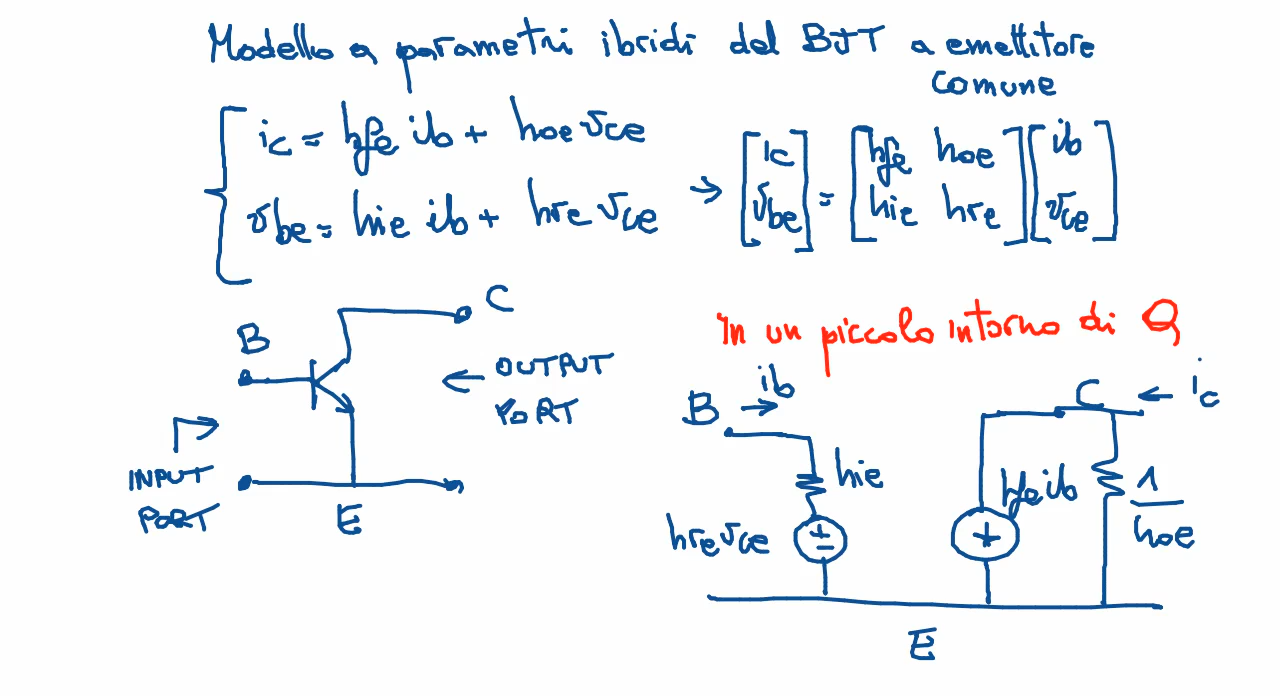 Modello a parametri ibridi del BJT a emettitore
comune
ic = hfe ib + hoe vce
vbe = hie ib + hre vce
→ [ic vbe] = [hfe hoe hie hre] [ib vce]
C
B
← OUTPUT
PORT
INPUT
PORT
E
In un piccolo intorno di Q
B → ib
C ← ic
hie
hfe ib
1/hoe
hre vce
±
+
E